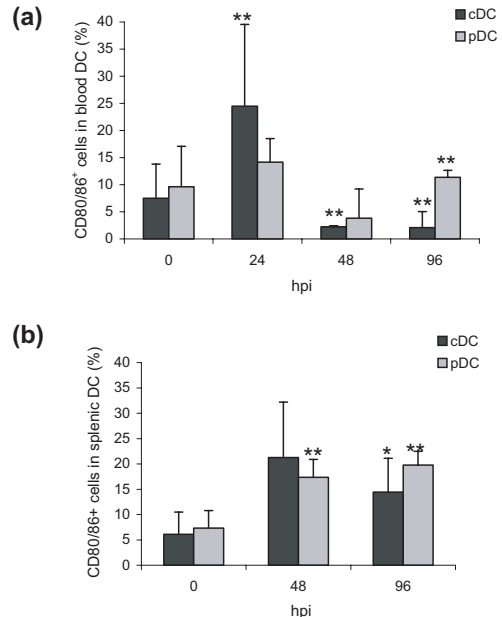 (a)
cDC
pDC
CD80/86+ cells in blood DC (%)
40
35
30
25
20
15
10
5
0
**
**
**
**
0 24 48 96
hpi
(b)
cDC
pDC
CD80/86+ cells in splenic DC (%)
40
35
30
25
20
15
10
5
0
**
*
**
0 48 96
hpi